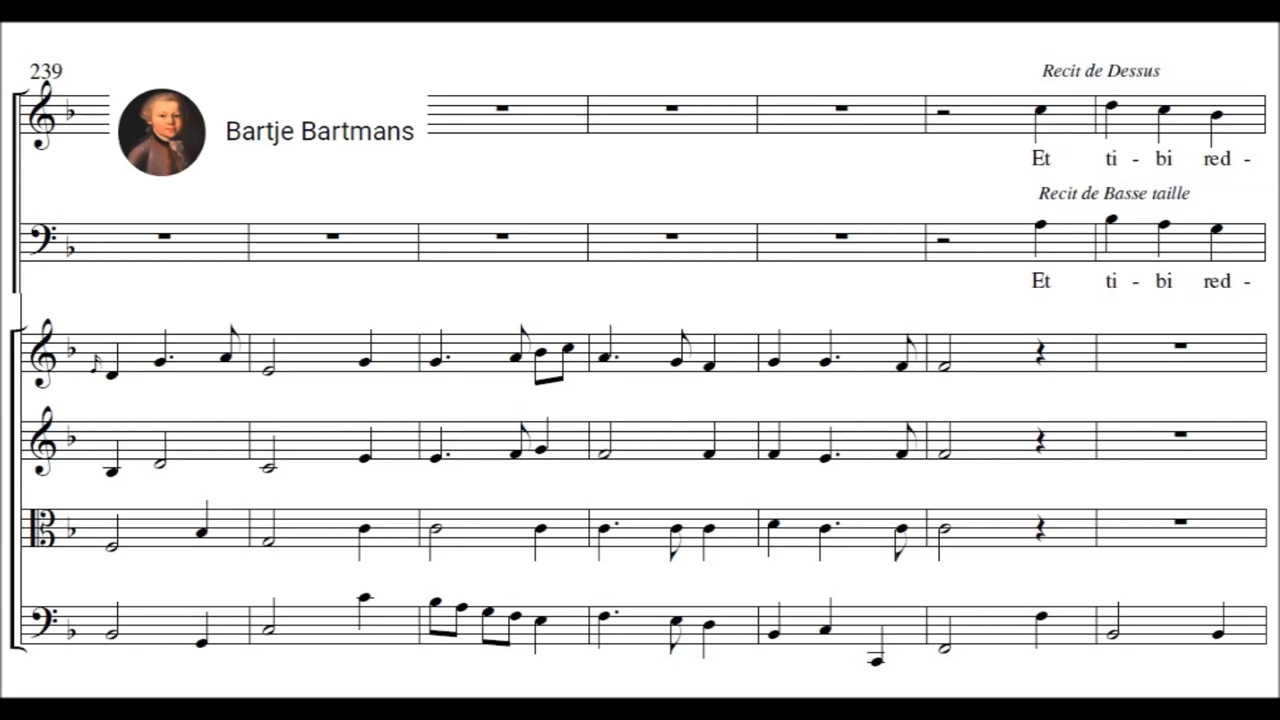 239
Recit de Dessus
Bartje Bartmans
Et ti - bi red -
Recit de Basse taille
Et ti - bi red -